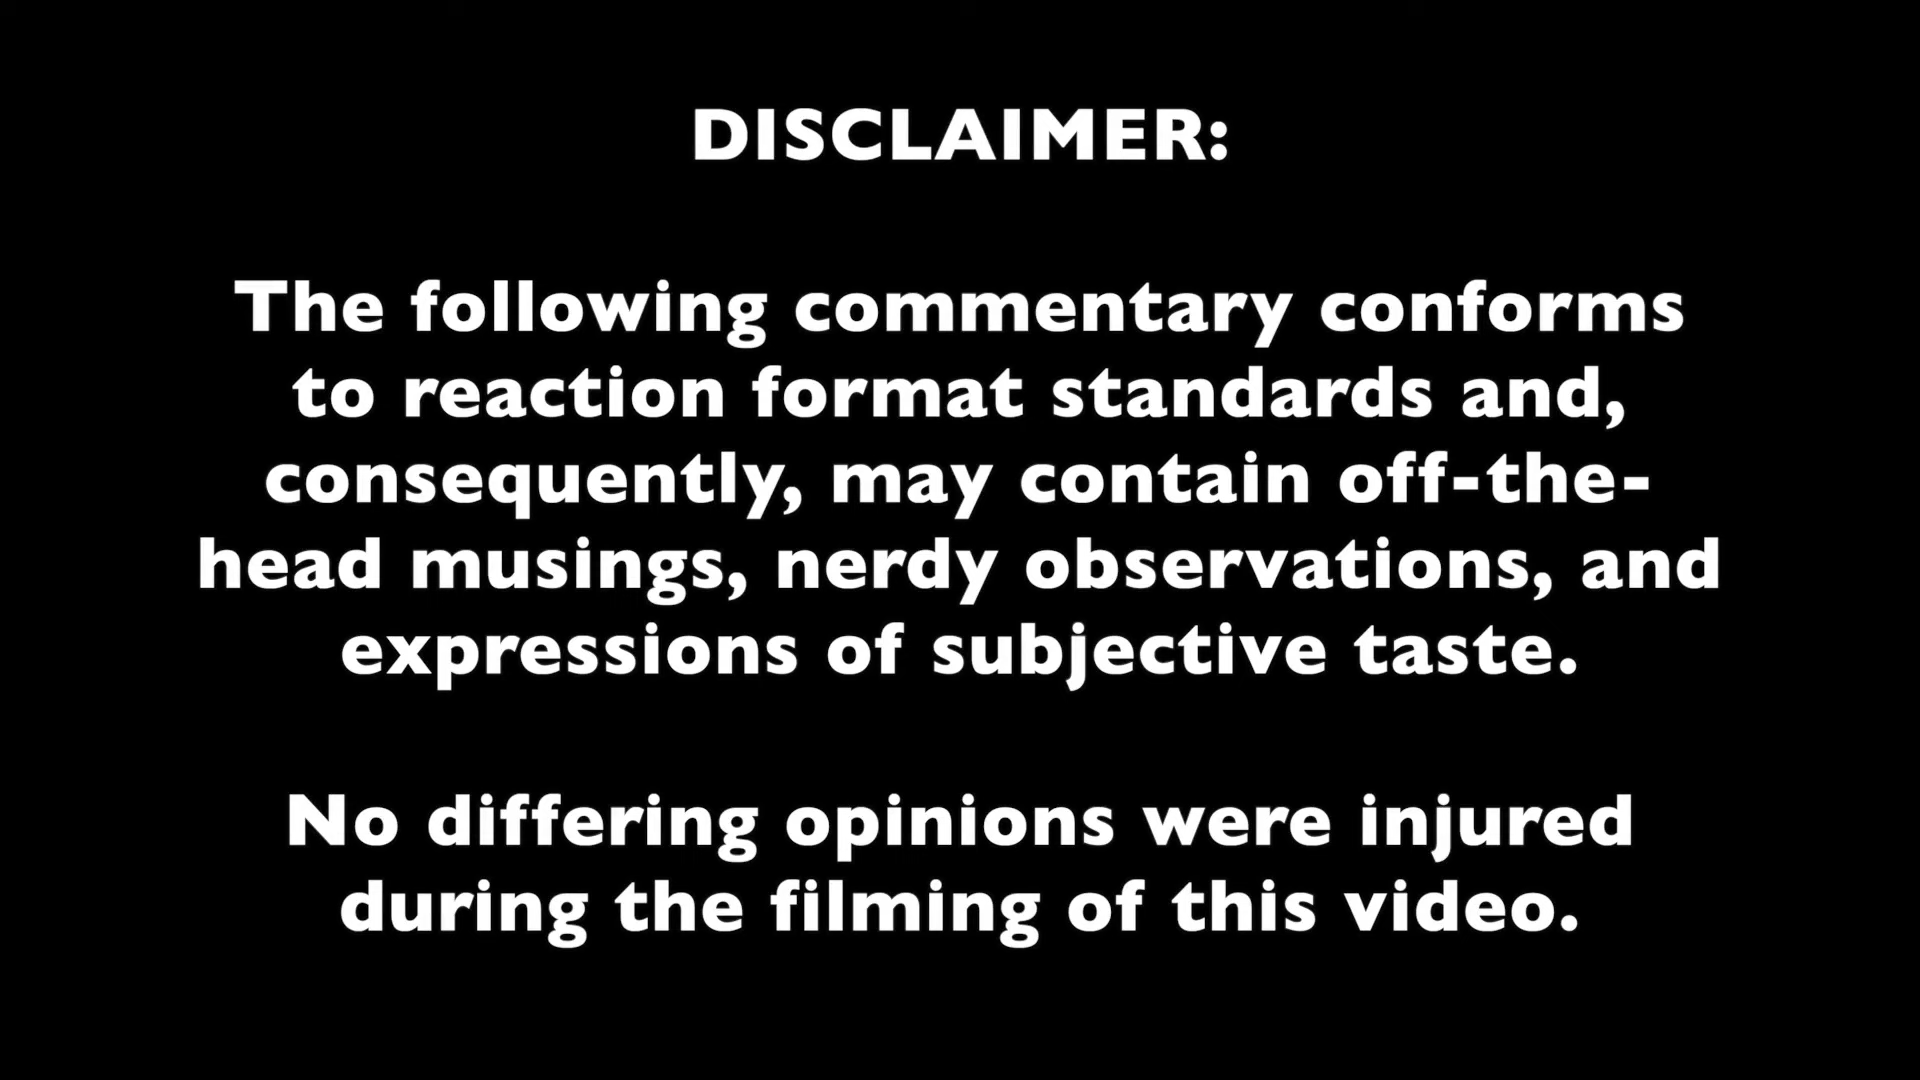 DISCLAIMER:
The following commentary conforms
to reaction format standards and,
consequently, may contain off-the-
head musings, nerdy observations, and
expressions of subjective taste.
No differing opinions were injured
during the filming of this video.